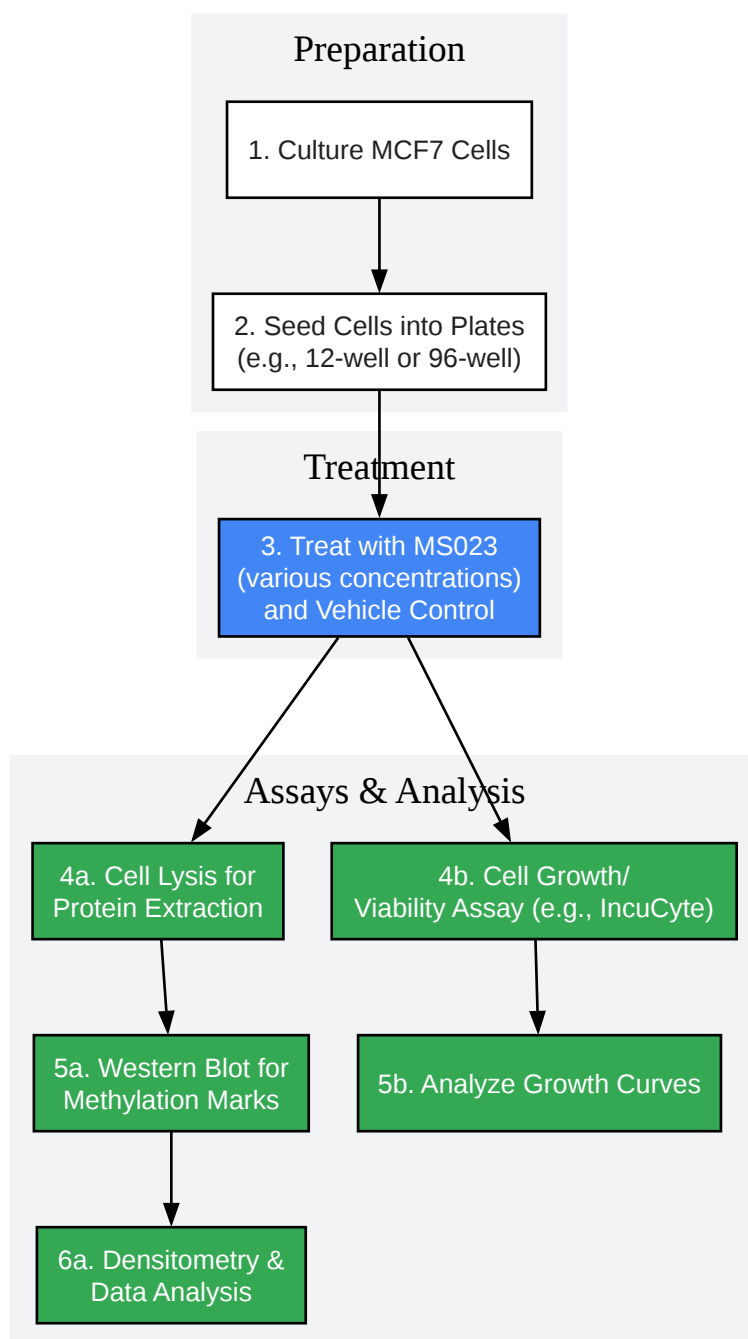 Preparation
1. Culture MCF7 Cells
2. Seed Cells into Plates
(e.g., 12-well or 96-well)
Treatment
3. Treat with MS023
(various concentrations)
and Vehicle Control
Assays & Analysis
4a. Cell Lysis for
Protein Extraction
4b. Cell Growth/
Viability Assay (e.g., IncuCyte)
5a. Western Blot for
Methylation Marks
5b. Analyze Growth Curves
6a. Densitometry &
Data Analysis